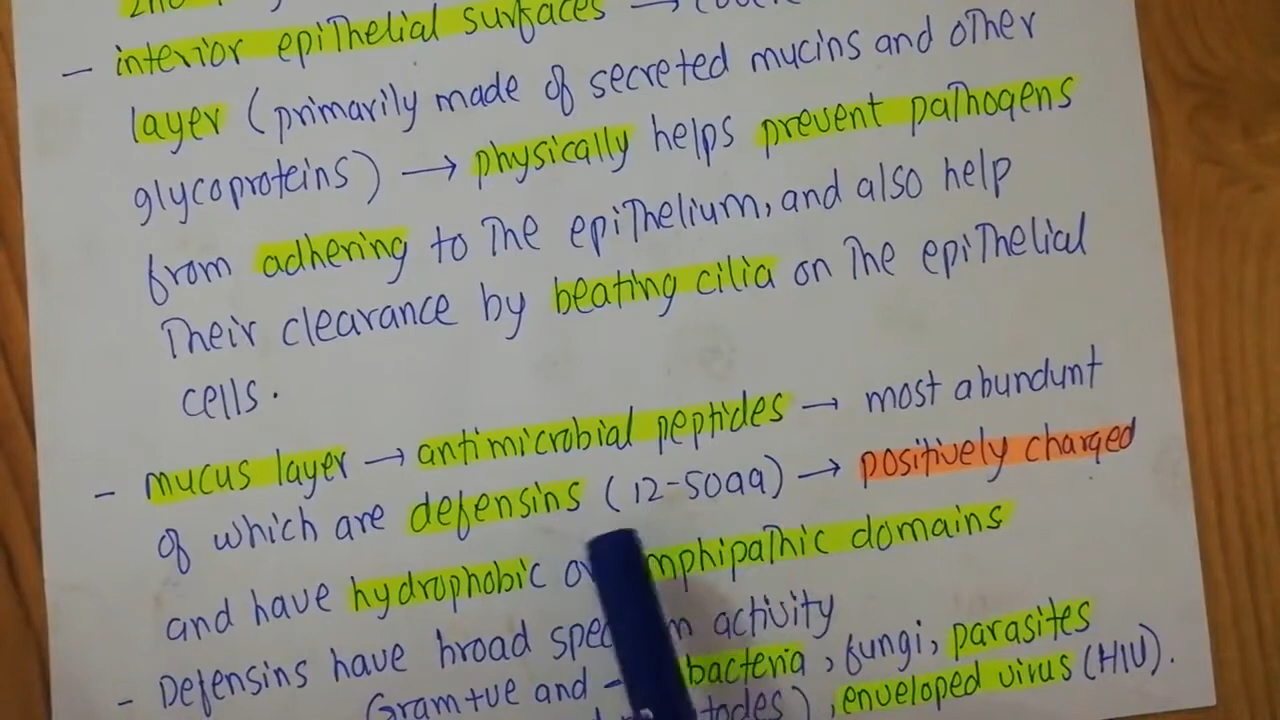 - interior epithelial surfaces →
layer (primarily made of secreted mucins and other
glycoproteins) → physically helps prevent pathogens
from adhering to the epithelium, and also help
Their clearance by beating cilia on the epithelial
cells.
- mucus layer → antimicrobial peptides → most abundunt
of which are defensins (12-50aa) → positively charged
and have hydrophobic or amphipathic domains
- Defensins have broad spectrum activity
Gram+ve and - bacteria, fungi, parasites
, enveloped virus (HIV).